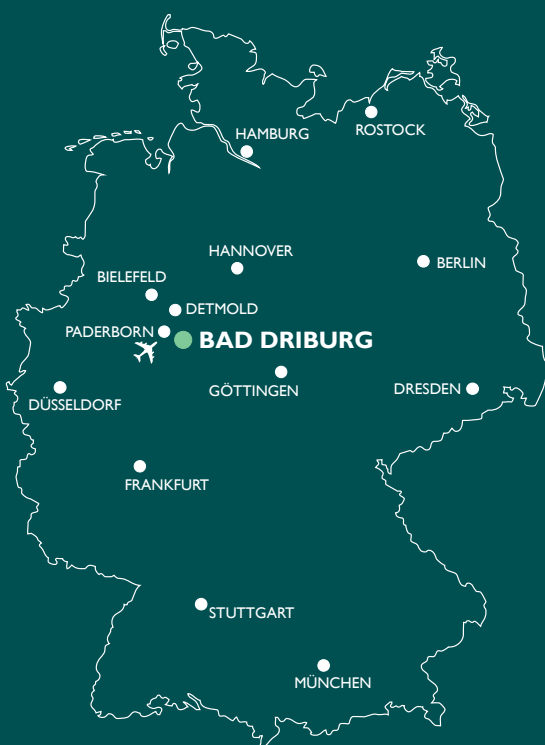 HAMBURG
ROSTOCK
HANNOVER
BERLIN
BIELEFELD
DETMOLD
PADERBORN
BAD DRIBURG
GÖTTINGEN
DRESDEN
DÜSSELDORF
FRANKFURT
STUTTGART
MÜNCHEN